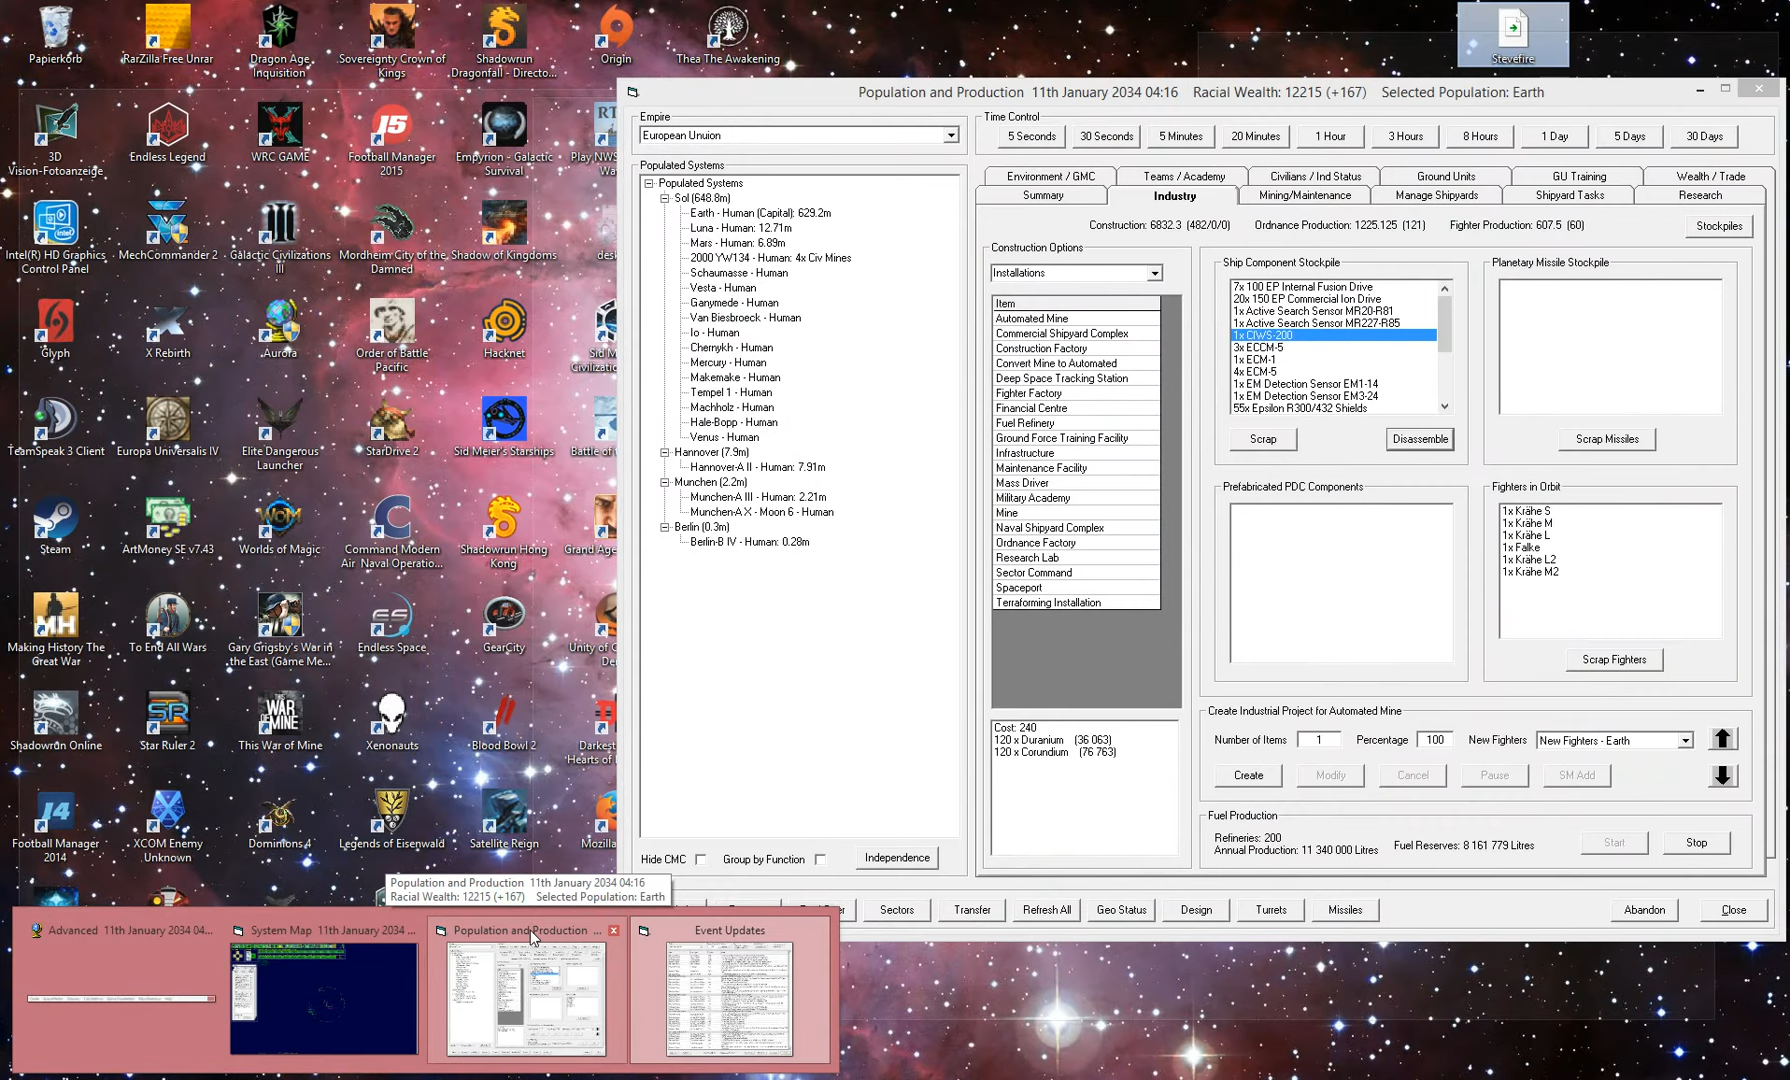 Papierkorb
RarZilla Free Unrar
Dragon Age
Inquisition
Sovereignty Crown of
Kings
Shadowrun
Dragonfall - Directo...
Origin
Thea The Awakening
Stevefire
3D
Vision-Fotoanzeige
Endless Legend
WRC GAME
Football Manager
2015
Empyrion - Galactic
Survival
Play NWS
Intel(R) HD Graphics
Control Panel
MechCommander 2
Galactic Civilizations
III
Mordheim City of the
Damned
Shadow of Kingdoms
Glyph
X Rebirth
Aurora
Order of Battle
Pacific
Hacknet
Sid M
Civilizati
TeamSpeak 3 Client
Europa Universalis IV
Elite Dangerous
Launcher
StarDrive 2
Sid Meier's Starships
Battle of
Steam
ArtMoney SE v7.43
Worlds of Magic
Command Modern
Air Naval Operatio...
Shadowrun Hong
Kong
Grand Age
Making History The
Great War
To End All Wars
Gary Grigsby's War in
the East (Game Me...
Endless Space
GearCity
Unity of C
De
Shadowrun Online
Star Ruler 2
This War of Mine
Xenonauts
Blood Bowl 2
Darkest
Hearts of
Football Manager
2014
XCOM Enemy
Unknown
Dominions 4
Legends of Eisenwald
Satellite Reign
Mozill
Population and Production 11th January 2034 04:16 Racial Wealth: 12215 (+167) Selected Population: Earth
Empire
European Unuion
Time Control
5 Seconds
30 Seconds
5 Minutes
20 Minutes
1 Hour
3 Hours
8 Hours
1 Day
5 Days
30 Days
Populated Systems
Populated Systems
Sol (648.8m)
Earth - Human (Capital): 629.2m
Luna - Human: 12.71m
Mars - Human: 6.89m
2000 YW134 - Human: 4x Civ Mines
Schaumasse - Human
Vesta - Human
Ganymede - Human
Van Biesbroeck - Human
Io - Human
Chernykh - Human
Mercury - Human
Makemake - Human
Tempel 1 - Human
Machholz - Human
Hale-Bopp - Human
Venus - Human
Hannover (7.9m)
Hannover-A II - Human: 7.91m
Munchen (2.2m)
Munchen-A III - Human: 2.21m
Munchen-A X - Moon 6 - Human
Berlin (0.3m)
Berlin-B IV - Human: 0.28m
Hide CMC
Group by Function
Independence
Environment / GMC
Teams / Academy
Civilians / Ind Status
Ground Units
GU Training
Wealth / Trade
Summary
Industry
Mining/Maintenance
Manage Shipyards
Shipyard Tasks
Research
Construction: 6832.3 (482/0/0) Ordnance Production: 1225.125 (121) Fighter Production: 607.5 (60)
Stockpiles
Construction Options
Installations
Item
Automated Mine
Commercial Shipyard Complex
Construction Factory
Convert Mine to Automated
Deep Space Tracking Station
Fighter Factory
Financial Centre
Fuel Refinery
Ground Force Training Facility
Infrastructure
Maintenance Facility
Mass Driver
Military Academy
Mine
Naval Shipyard Complex
Ordnance Factory
Research Lab
Sector Command
Spaceport
Terraforming Installation
Cost: 240
120 x Duranium (36 063)
120 x Corundium (76 763)
Ship Component Stockpile
7x 100 EP Internal Fusion Drive
20x 150 EP Commercial Ion Drive
1x Active Search Sensor MR20-R81
1x Active Search Sensor MR227-R85
1x CIWS-200
3x ECCM-5
1x ECM-1
4x ECM-5
1x EM Detection Sensor EM1-14
1x EM Detection Sensor EM3-24
55x Epsilon R300/432 Shields
Scrap
Disassemble
Planetary Missile Stockpile
Scrap Missiles
Prefabricated PDC Components
Fighters in Orbit
1x Krähe S
1x Krähe M
1x Krähe L
1x Falke
1x Krähe L2
1x Krähe M2
Scrap Fighters
Create Industrial Project for Automated Mine
Number of Items
1
Percentage
100
New Fighters
New Fighters - Earth
Create
Modify
Cancel
Pause
SM Add
Fuel Production
Refineries: 200
Annual Production: 11 340 000 Litres
Fuel Reserves: 8 161 779 Litres
Start
Stop
Sectors
Transfer
Refresh All
Geo Status
Design
Turrets
Missiles
Abandon
Close
Population and Production 11th January 2034 04:16
Racial Wealth: 12215 (+167) Selected Population: Earth
Advanced 11th January 2034 04...
System Map 11th January 2034 ...
Population and Production ...
Event Updates